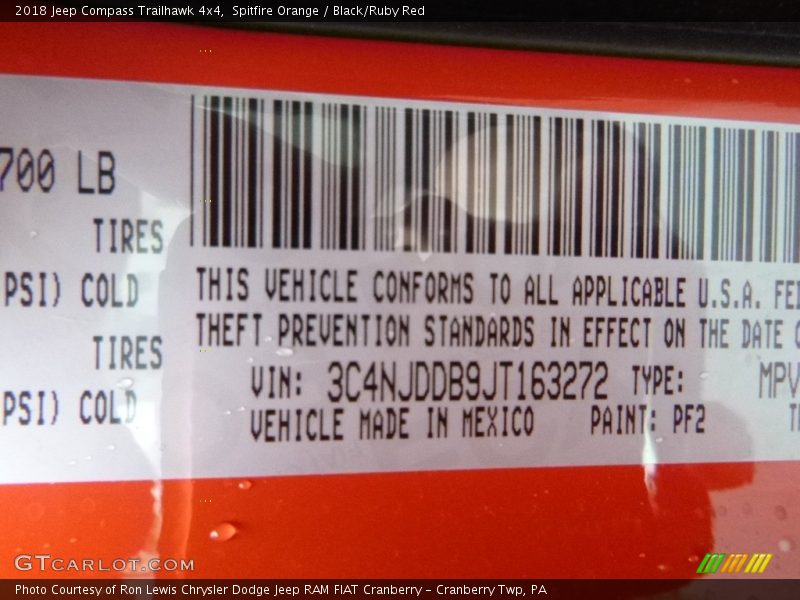 2018 Jeep Compass Trailhawk 4x4, Spitfire Orange / Black/Ruby Red
700 LB
TIRES
PSI) COLD
TIRES
PSI) COLD
THIS VEHICLE CONFORMS TO ALL APPLICABLE U.S.A.
THEFT PREVENTION STANDARDS IN EFFECT ON THE DATE
VIN: 3C4NJDDB9JT163272 TYPE: MPV
VEHICLE MADE IN MEXICO PAINT: PF2
GTCARLOT.COM
Photo Courtesy of Ron Lewis Chrysler Dodge Jeep RAM FIAT Cranberry – Cranberry Twp, PA